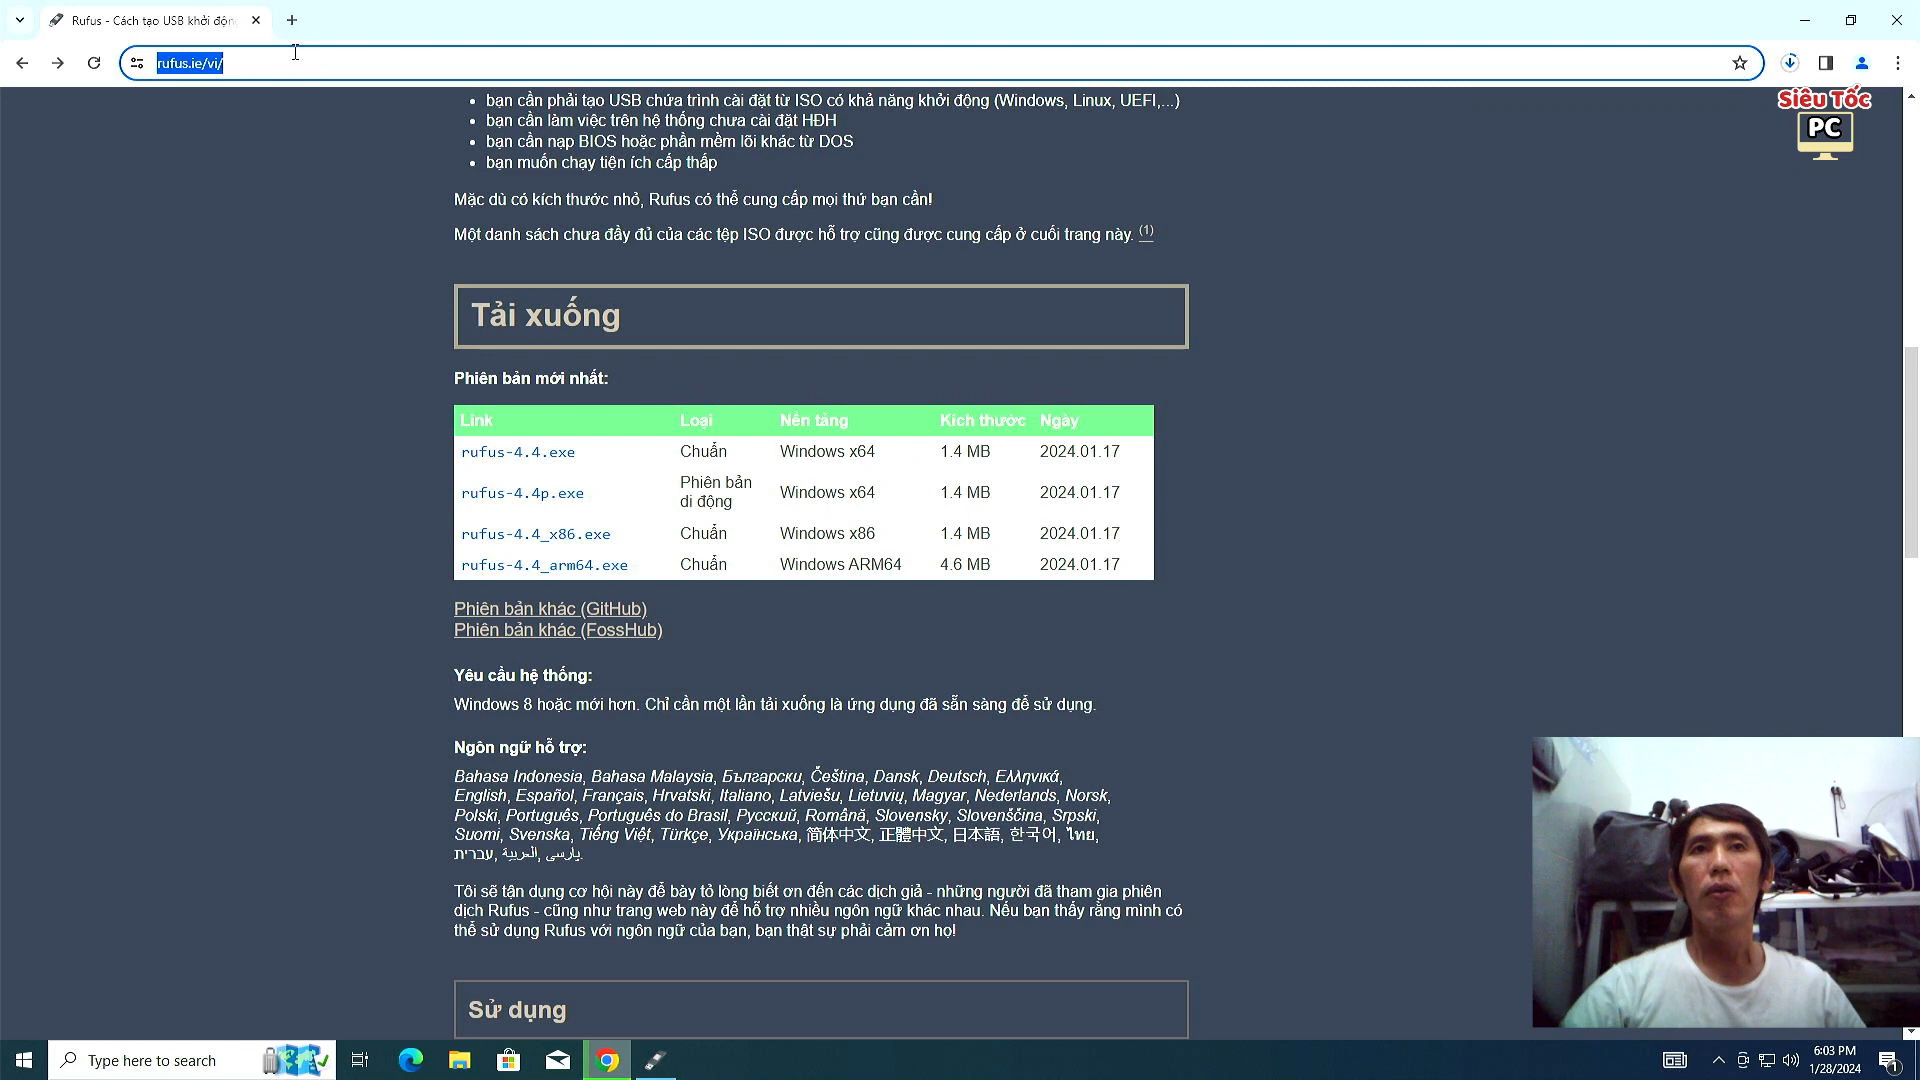 Rufus - Cách tạo USB khởi độn
rufus.ie/vi/
Siêu Tốc
PC
bạn cần phải tạo USB chứa trình cài đặt từ ISO có khả năng khởi động (Windows, Linux, UEFI,...)
bạn cần làm việc trên hệ thống chưa cài đặt HĐH
bạn cần nạp BIOS hoặc phần mềm lõi khác từ DOS
bạn muốn chạy tiện ích cấp thấp
Mặc dù có kích thước nhỏ, Rufus có thể cung cấp mọi thứ bạn cần!
Một danh sách chưa đầy đủ của các tệp ISO được hỗ trợ cũng được cung cấp ở cuối trang này. (1)
Tải xuống
Phiên bản mới nhất:
Link Loại Nền tảng Kích thước Ngày
rufus-4.4.exe Chuẩn Windows x64 1.4 MB 2024.01.17
rufus-4.4p.exe Phiên bản di động Windows x64 1.4 MB 2024.01.17
rufus-4.4_x86.exe Chuẩn Windows x86 1.4 MB 2024.01.17
rufus-4.4_arm64.exe Chuẩn Windows ARM64 4.6 MB 2024.01.17
Phiên bản khác (GitHub)
Phiên bản khác (FossHub)
Yêu cầu hệ thống:
Windows 8 hoặc mới hơn. Chỉ cần một lần tải xuống là ứng dụng đã sẵn sàng để sử dụng.
Ngôn ngữ hỗ trợ:
Bahasa Indonesia, Bahasa Malaysia, Български, Čeština, Dansk, Deutsch, Ελληνικά,
English, Español, Français, Hrvatski, Italiano, Latviešu, Lietuvių, Magyar, Nederlands, Norsk,
Polski, Português, Português do Brasil, Русский, Română, Slovensky, Slovenščina, Srpski,
Suomi, Svenska, Tiếng Việt, Türkçe, Українська, 简体中文, 正體中文, 日本語, 한국어, ไทย,
עברית, العربية, پارسی.
Tôi sẽ tận dụng cơ hội này để bày tỏ lòng biết ơn đến các dịch giả - những người đã tham gia phiên
dịch Rufus - cũng như trang web này để hỗ trợ nhiều ngôn ngữ khác nhau. Nếu bạn thấy rằng mình có
thể sử dụng Rufus với ngôn ngữ của bạn, bạn thật sự phải cảm ơn họ!
Sử dụng
Type here to search
6:03 PM
1/28/2024
1